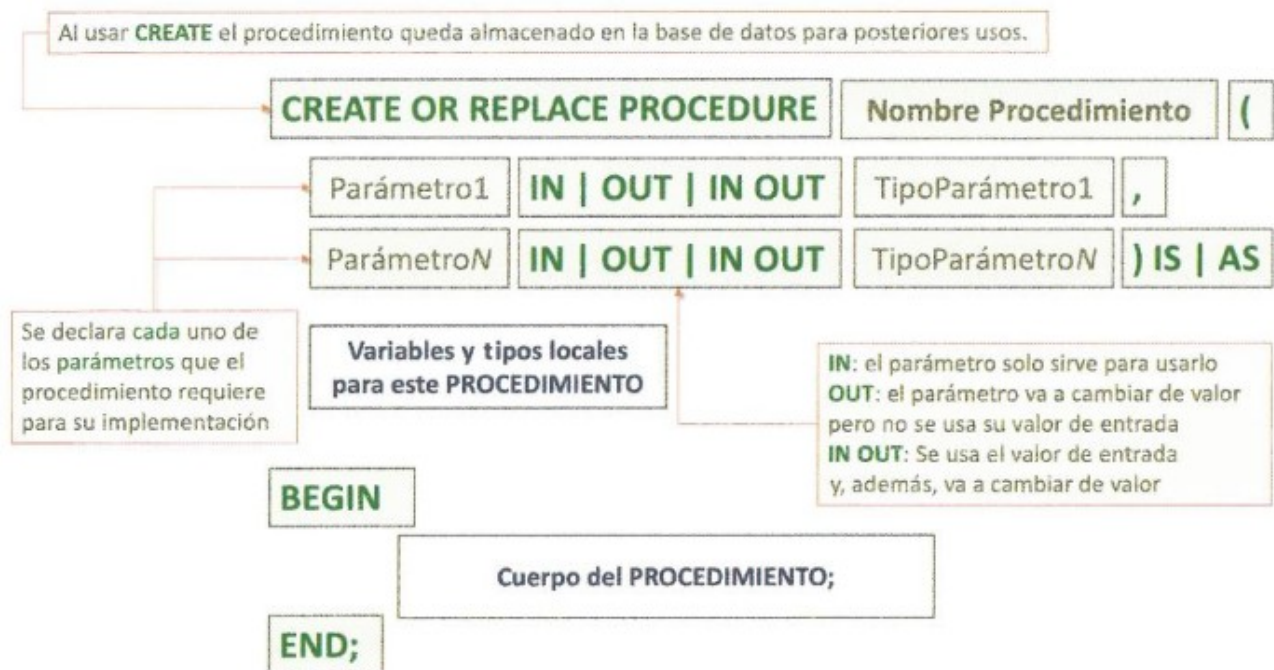 Al usar CREATE el procedimiento queda almacenado en la base de datos para posteriores usos.
CREATE OR REPLACE PROCEDURE Nombre Procedimiento (
Parámetro1 IN | OUT | IN OUT TipoParámetro1 ,
ParámetroN IN | OUT | IN OUT TipoParámetroN ) IS | AS
Se declara cada uno de
los parámetros que el
procedimiento requiere
para su implementación
Variables y tipos locales
para este PROCEDIMIENTO
IN: el parámetro solo sirve para usarlo
OUT: el parámetro va a cambiar de valor
pero no se usa su valor de entrada
IN OUT: Se usa el valor de entrada
y, además, va a cambiar de valor
BEGIN
Cuerpo del PROCEDIMIENTO;
END;